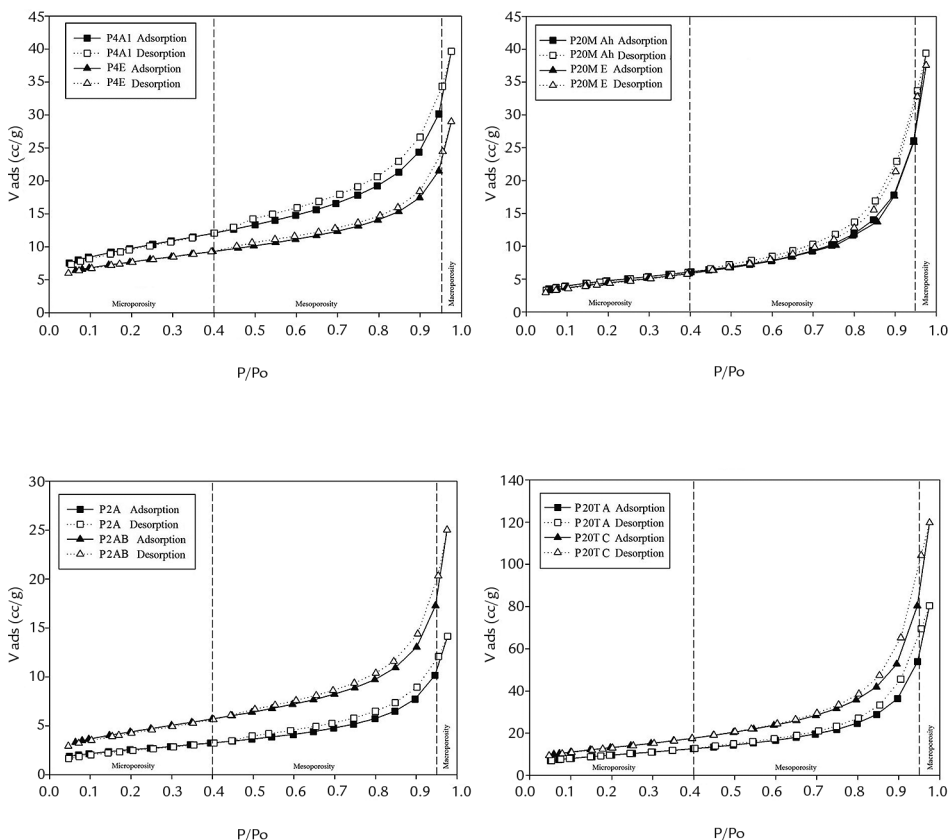 45
40
35
30
25
20
15
10
5
0
V ads (cc/g)
P4A1 Adsorption
P4A1 Desorption
P4E Adsorption
P4E Desorption
Microporosity
Mesoporosity
Macroporosity
0.0 0.1 0.2 0.3 0.4 0.5 0.6 0.7 0.8 0.9 1.0
P/Po
45
40
35
30
25
20
15
10
5
0
V ads (cc/g)
P20M Ah Adsorption
P20M Ah Desorption
P20M E Adsorption
P20M E Desorption
Microporosity
Mesoporosity
Macroporosity
0.0 0.1 0.2 0.3 0.4 0.5 0.6 0.7 0.8 0.9 1.0
P/Po
30
25
20
15
10
5
0
V ads (cc/g)
P2A Adsorption
P2A Desorption
P2AB Adsorption
P2AB Desorption
Microporosity
Mesoporosity
Macroporosity
0.0 0.1 0.2 0.3 0.4 0.5 0.6 0.7 0.8 0.9 1.0
P/Po
140
120
100
80
60
40
20
0
V ads (cc/g)
P20T A Adsorption
P20T A Desorption
P20T C Adsorption
P20T C Desorption
Microporosity
Mesoporosity
Macroporosity
0.0 0.1 0.2 0.3 0.4 0.5 0.6 0.7 0.8 0.9 1.0
P/Po